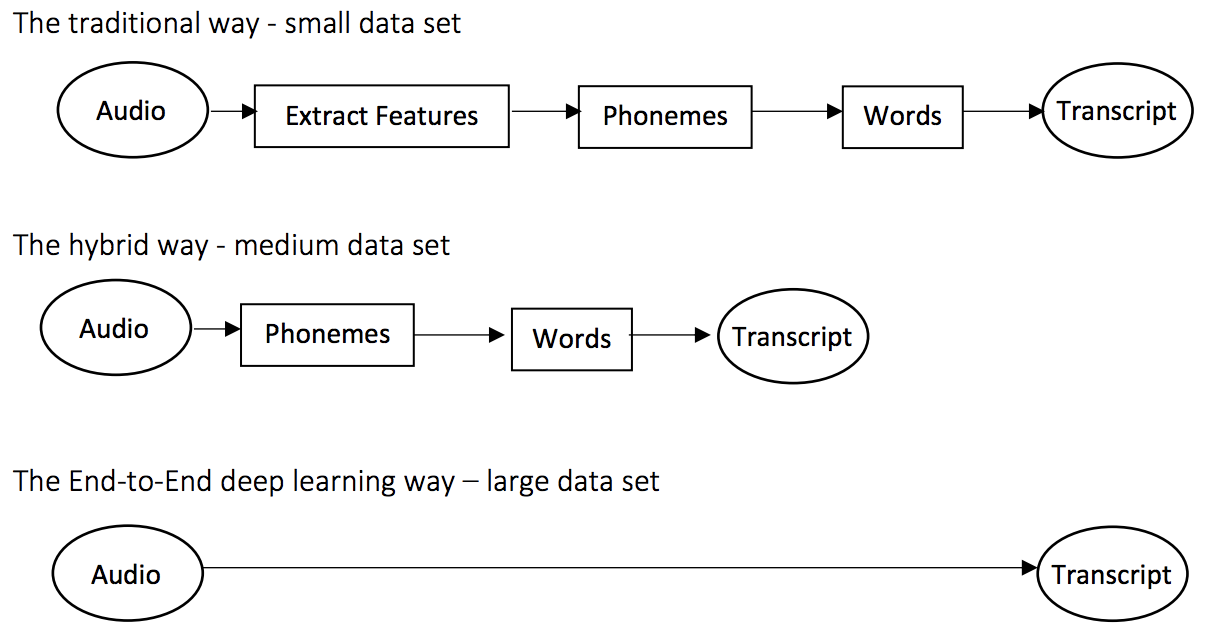 The traditional way - small data set
Audio Extract Features Phonemes Words Transcript
The hybrid way - medium data set
Audio Phonemes Words Transcript
The End-to-End deep learning way – large data set
Audio Transcript